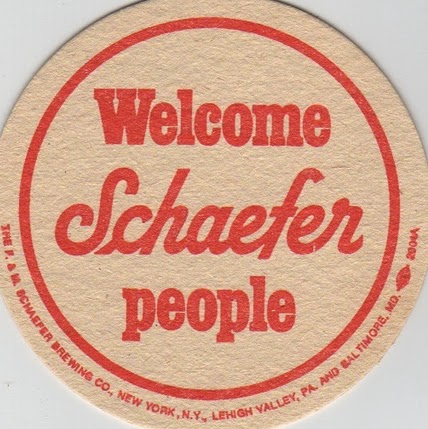 Welcome
Schaefer
people
THE F. & M. SCHAEFER BREWING CO., NEW YORK, N.Y., LEHIGH VALLEY, PA. AND BALTIMORE, MD. 2004A